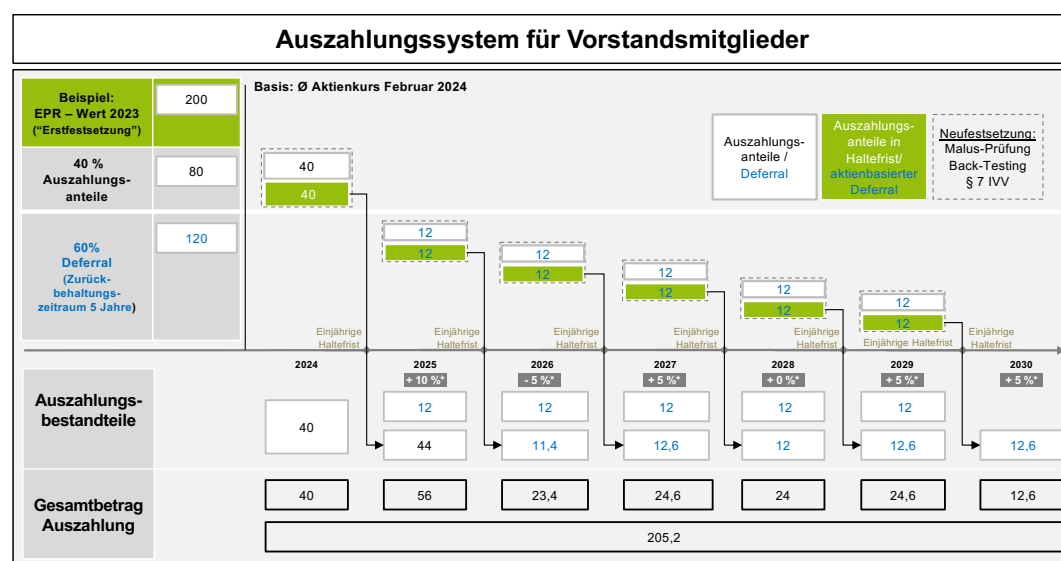 Auszahlungssystem für Vorstandsmitglieder
Beispiel:
EPR – Wert 2023
("Erstfestsetzung")
200
Basis: Ø Aktienkurs Februar 2024
Auszahlungs-
anteile /
Deferral
Auszahlungs-
anteile in
Haltefrist/
aktienbasierter
Deferral
Neufestsetzung:
Malus-Prüfung
Back-Testing
§ 7 IVV
40 %
Auszahlungs-
anteile
80
40
40
60%
Deferral
(Zurück-
behaltungs-
zeitraum 5 Jahre)
120
12
12
12
12
12
12
12
12
12
12
Einjährige
Haltefrist
Einjährige
Haltefrist
Einjährige
Haltefrist
Einjährige
Haltefrist
Einjährige
Haltefrist
Einjährige Haltefrist
Einjährige
Haltefrist
2024 2025 2026 2027 2028 2029 2030
+ 10 %* - 5 %* + 5 %* + 0 %* + 5 %* + 5 %*
Auszahlungs-
bestandteile
40
12 12 12 12 12
44 11,4 12,6 12 12,6 12,6
Gesamtbetrag
Auszahlung
40 56 23,4 24,6 24 24,6 12,6
205,2